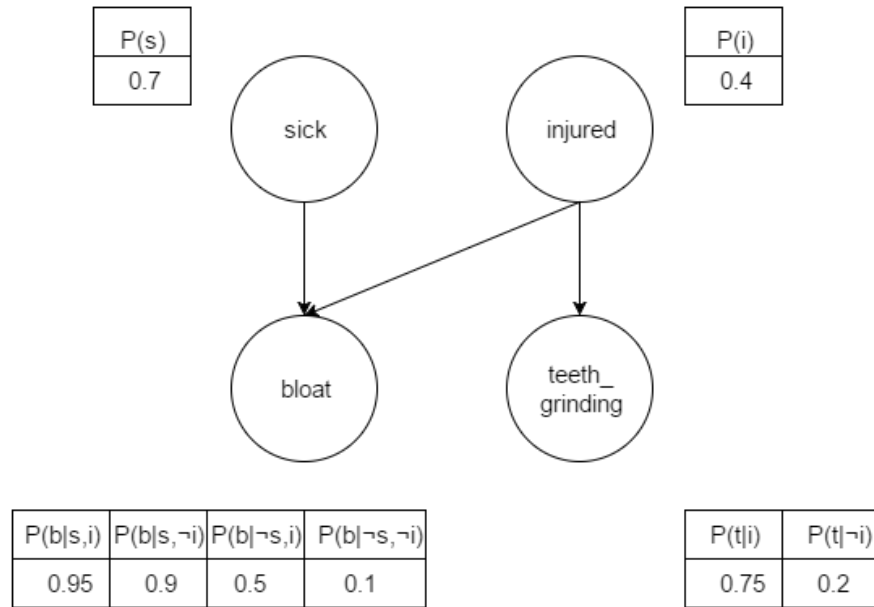 P(s)
0.7
P(i)
0.4
sick
injured
bloat
teeth_
grinding
P(b|s,i) P(b|s,¬i) P(b|¬s,i) P(b|¬s,¬i)
0.95 0.9 0.5 0.1
P(t|i) P(t|¬i)
0.75 0.2